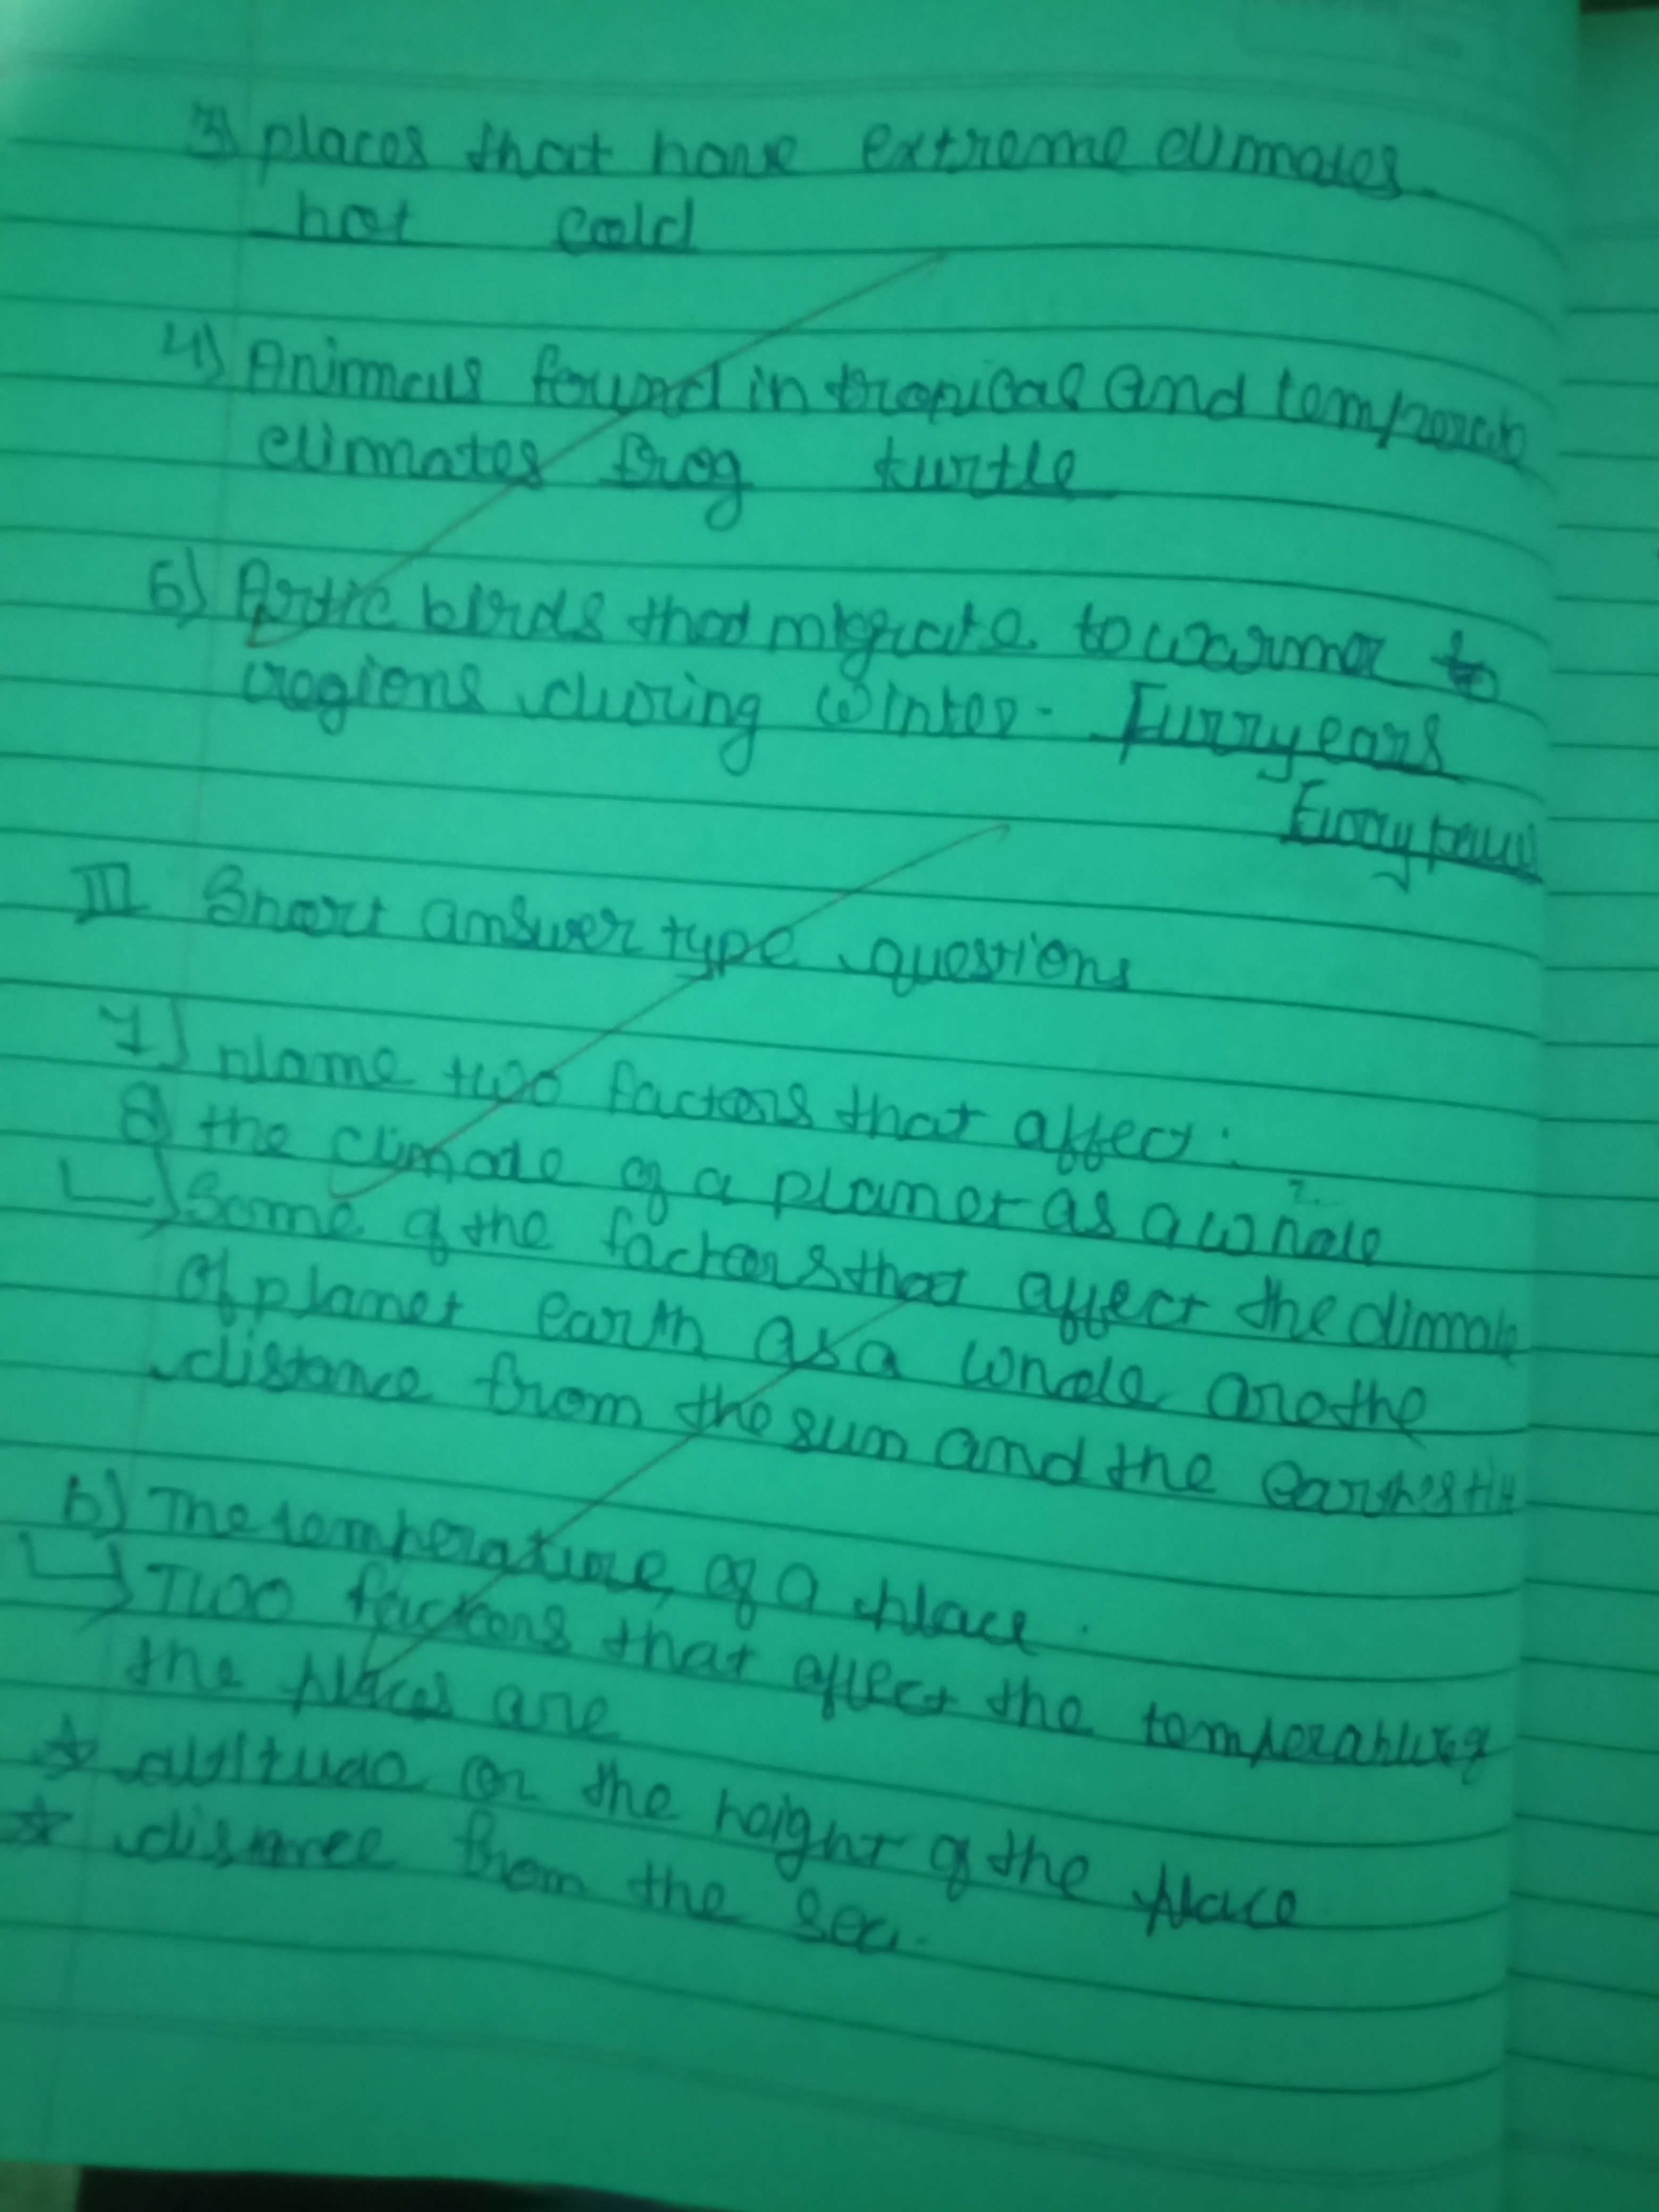 3) places that have extreme climates.
hot cold
4) Animals found in tropical and temperate
climates frog turtle
6) Artic birds that migrate to warmer to
regions during winter. Furry ears
Furry paws
III Short answer type questions
7) Name two factors that affect :
a) the climate of a planet as a whole
Some of the factors that affect the climate
of planet earth as a whole are the
distance from the sun and the earth's tilt
b) The temperature of a place.
Two factors that affect the temperature of
the places are
☆ altitude or the height of the place
☆ distance from the sea.